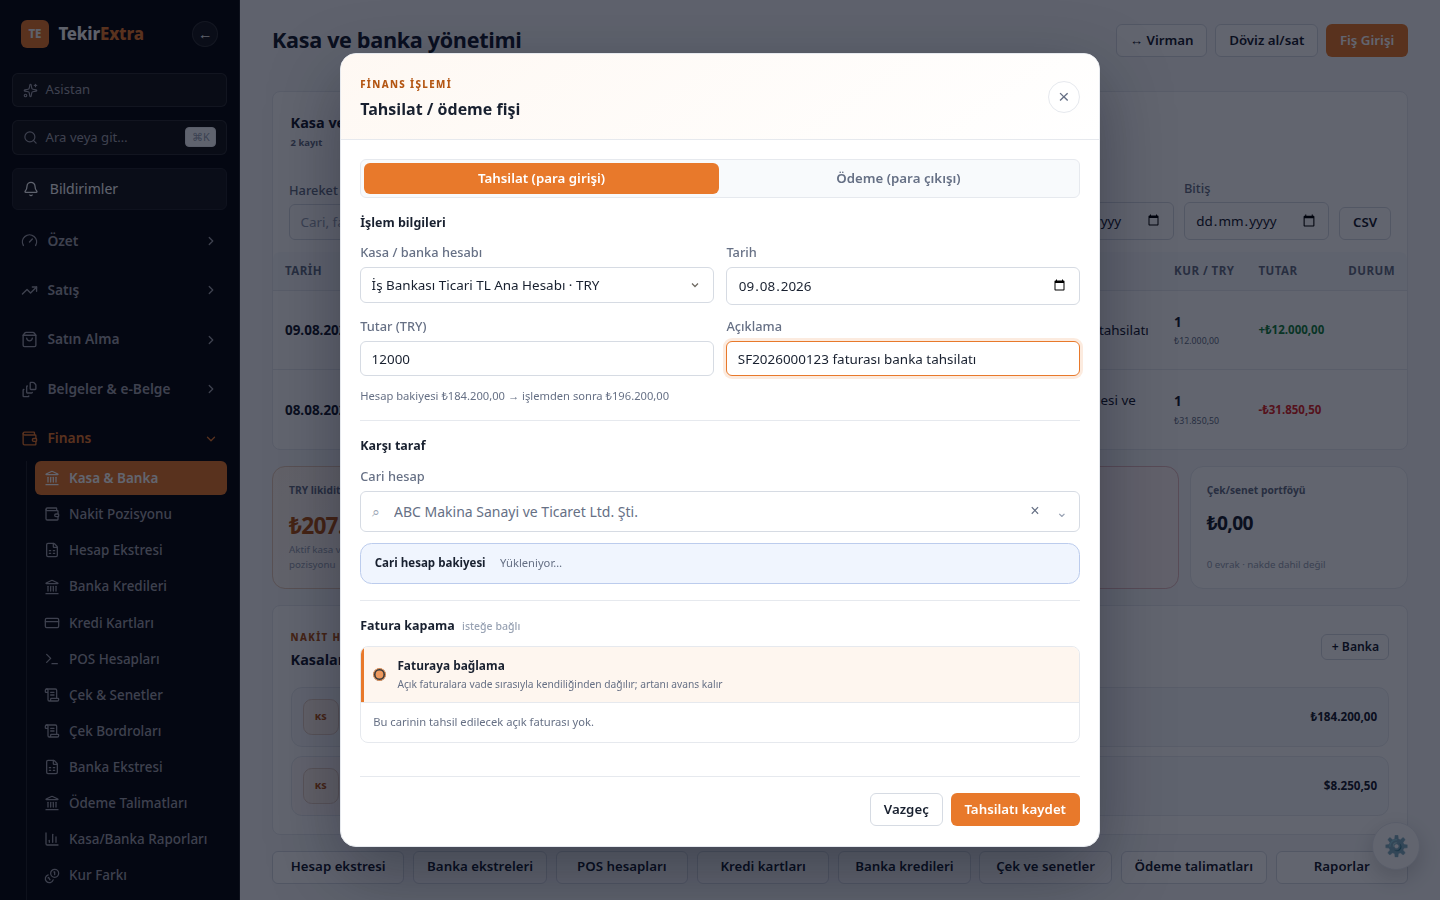 TE TekirExtra ←
Asistan
Ara veya git... ⌘K
Bildirimler
Özet
Satış
Satın Alma
Belgeler & e-Belge
Finans
Kasa & Banka
Nakit Pozisyonu
Hesap Ekstresi
Banka Kredileri
Kredi Kartları
POS Hesapları
Çek & Senetler
Çek Bordroları
Banka Ekstresi
Ödeme Talimatları
Kasa/Banka Raporları
Kur Farkı
Kasa ve banka yönetimi
↔ Virman
Döviz al/sat
Fiş Girişi
2 kayıt
Hareket
Bitiş
dd.mm.yyyy
CSV
TARİH
KUR / TRY
TUTAR
DURUM
tahsilatı
1
₺12.000,00
+₺12.000,00
esi ve
1
₺31.850,50
-₺31.850,50
Çek/senet portföyü
₺0,00
0 evrak · nakde dahil değil
pozisyonu
+ Banka
KS
₺184.200,00
KS
$8.250,50
Hesap ekstresi
Banka ekstreleri
POS hesapları
Kredi kartları
Banka kredileri
Çek ve senetler
Ödeme talimatları
Raporlar
FİNANS İŞLEMİ
Tahsilat / ödeme fişi
×
Tahsilat (para girişi)
Ödeme (para çıkışı)
İşlem bilgileri
Kasa / banka hesabı
Tarih
İş Bankası Ticari TL Ana Hesabı · TRY
09.08.2026
Tutar (TRY)
Açıklama
12000
SF2026000123 faturası banka tahsilatı
Hesap bakiyesi ₺184.200,00 → işlemden sonra ₺196.200,00
Karşı taraf
Cari hesap
ABC Makina Sanayi ve Ticaret Ltd. Şti. ×
Cari hesap bakiyesi Yükleniyor...
Fatura kapama isteğe bağlı
Faturaya bağlama
Açık faturalara vade sırasıyla kendiliğinden dağılır; artanı avans kalır
Bu carinin tahsil edilecek açık faturası yok.
Vazgeç
Tahsilatı kaydet